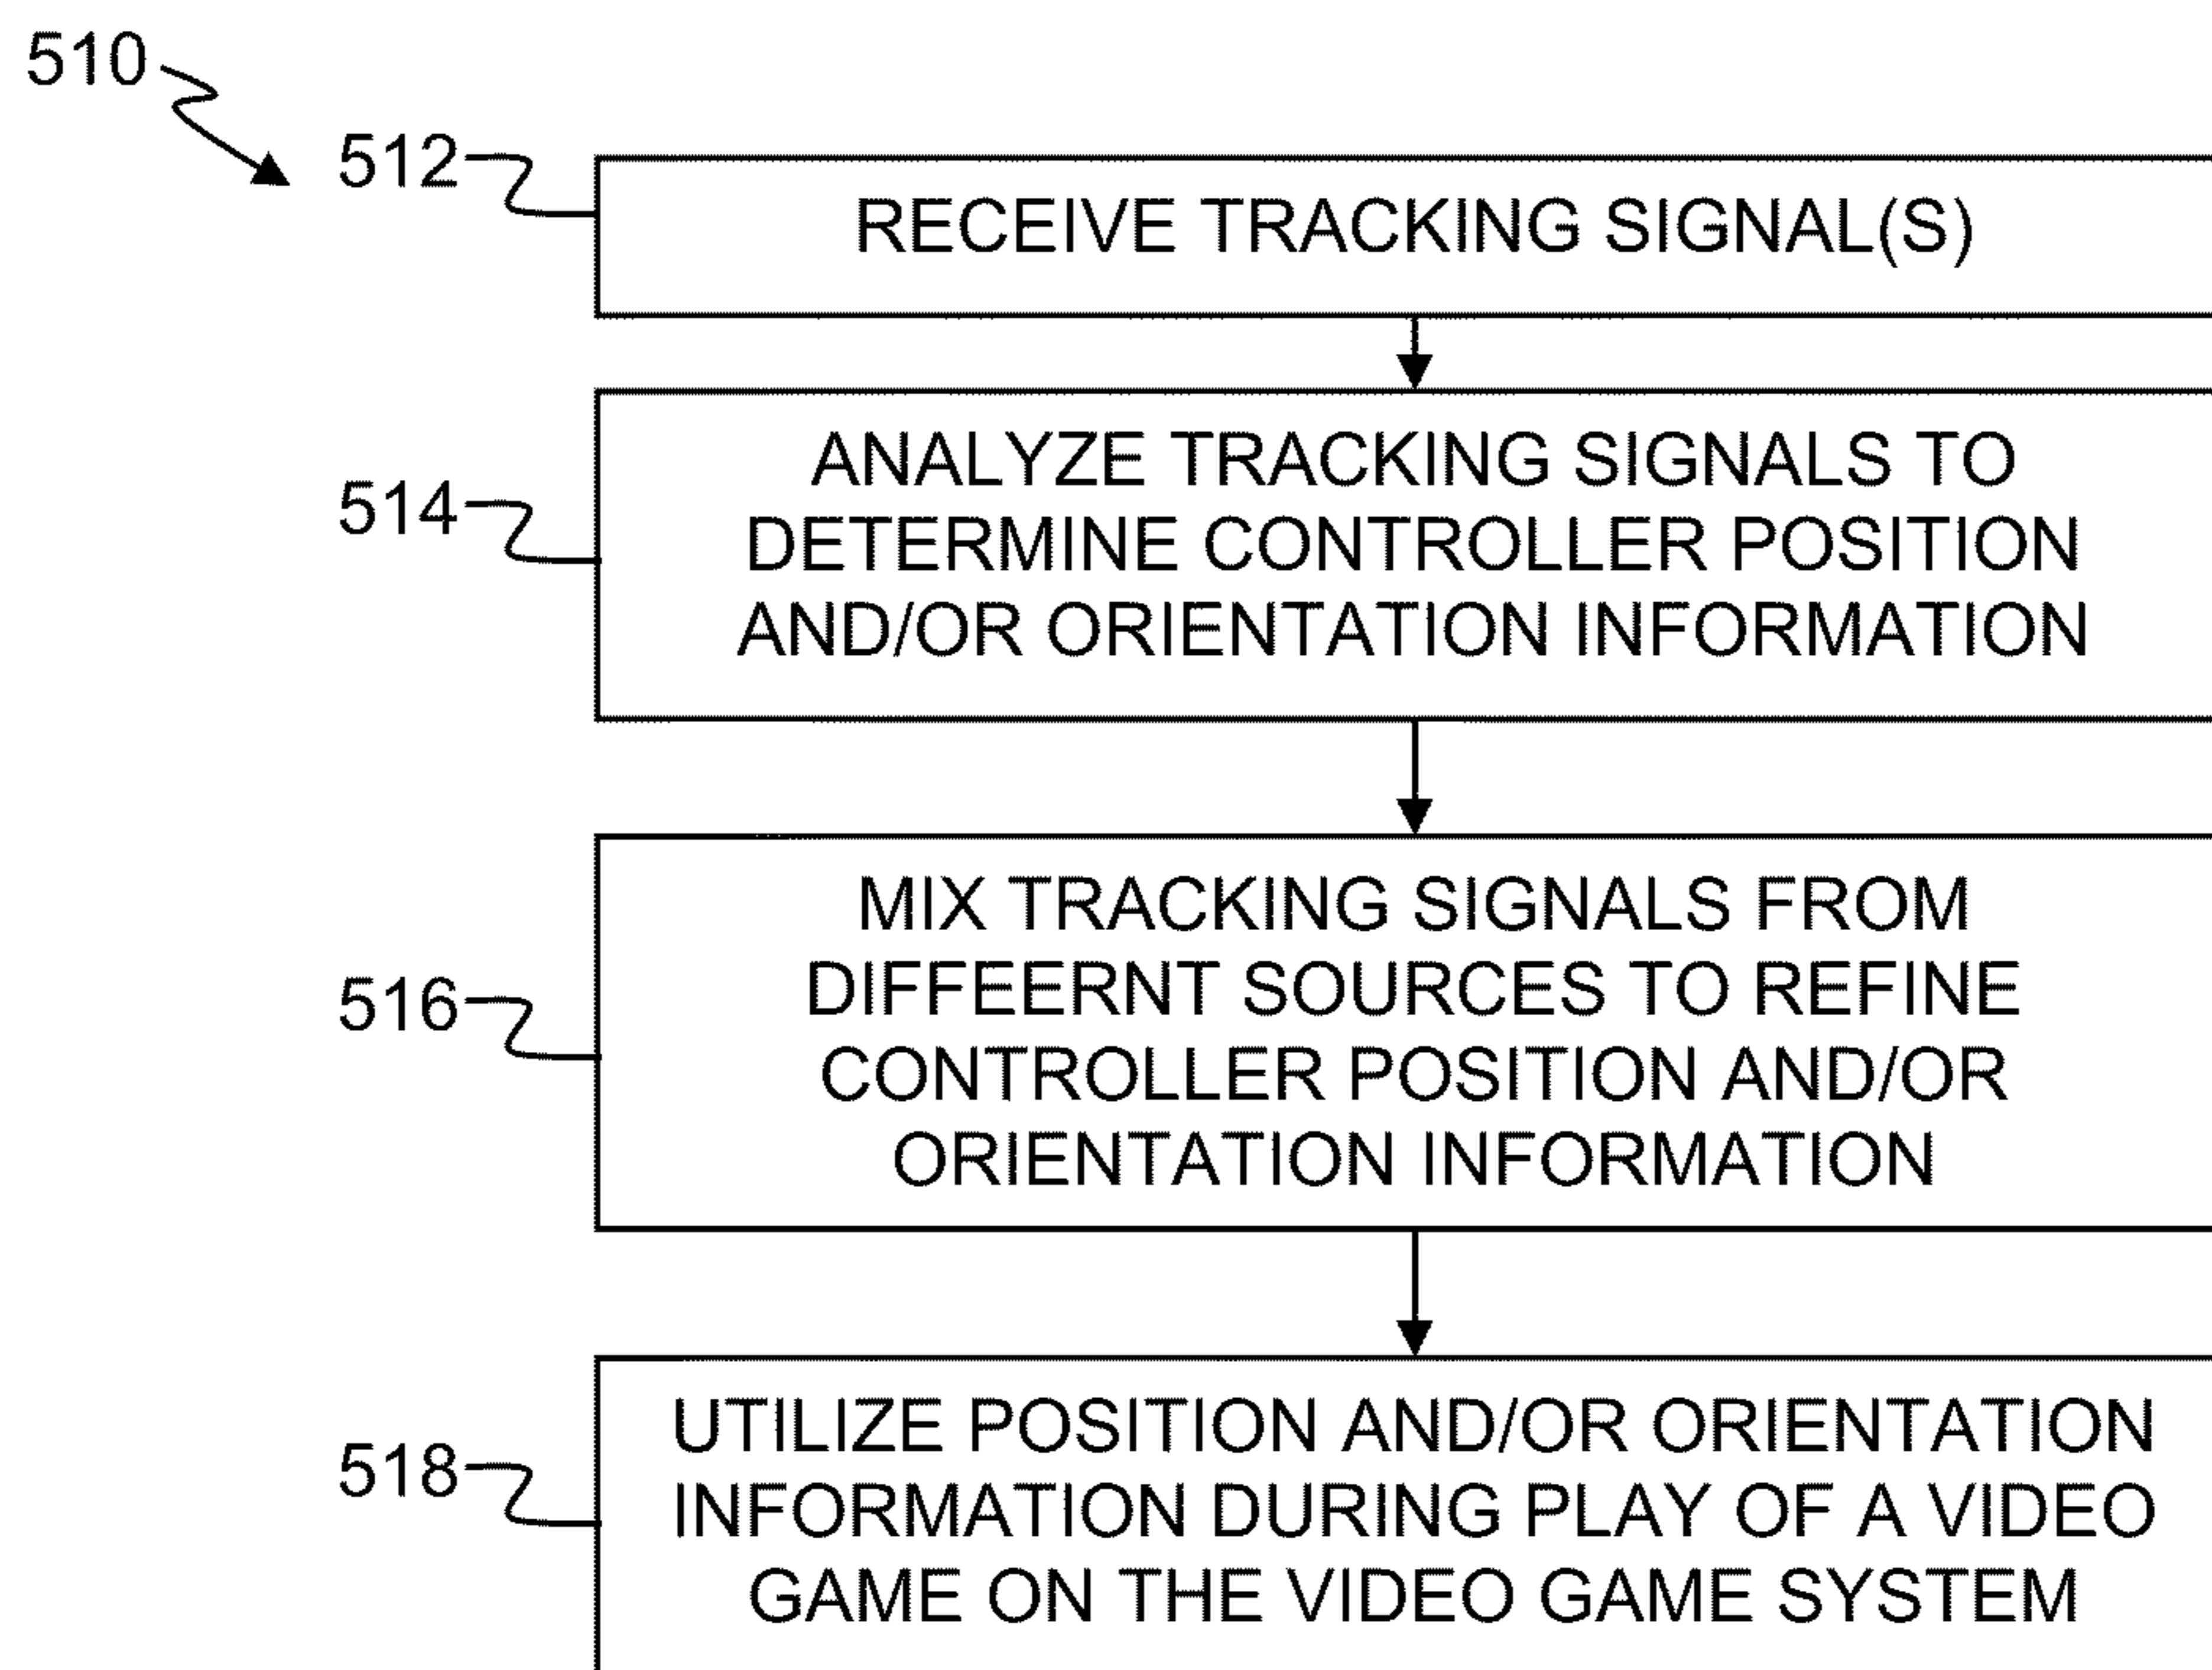 510
512
RECEIVE TRACKING SIGNAL(S)
514
ANALYZE TRACKING SIGNALS TO
DETERMINE CONTROLLER POSITION
AND/OR ORIENTATION INFORMATION
516
MIX TRACKING SIGNALS FROM
DIFFEERNT SOURCES TO REFINE
CONTROLLER POSITION AND/OR
ORIENTATION INFORMATION
518
UTILIZE POSITION AND/OR ORIENTATION
INFORMATION DURING PLAY OF A VIDEO
GAME ON THE VIDEO GAME SYSTEM